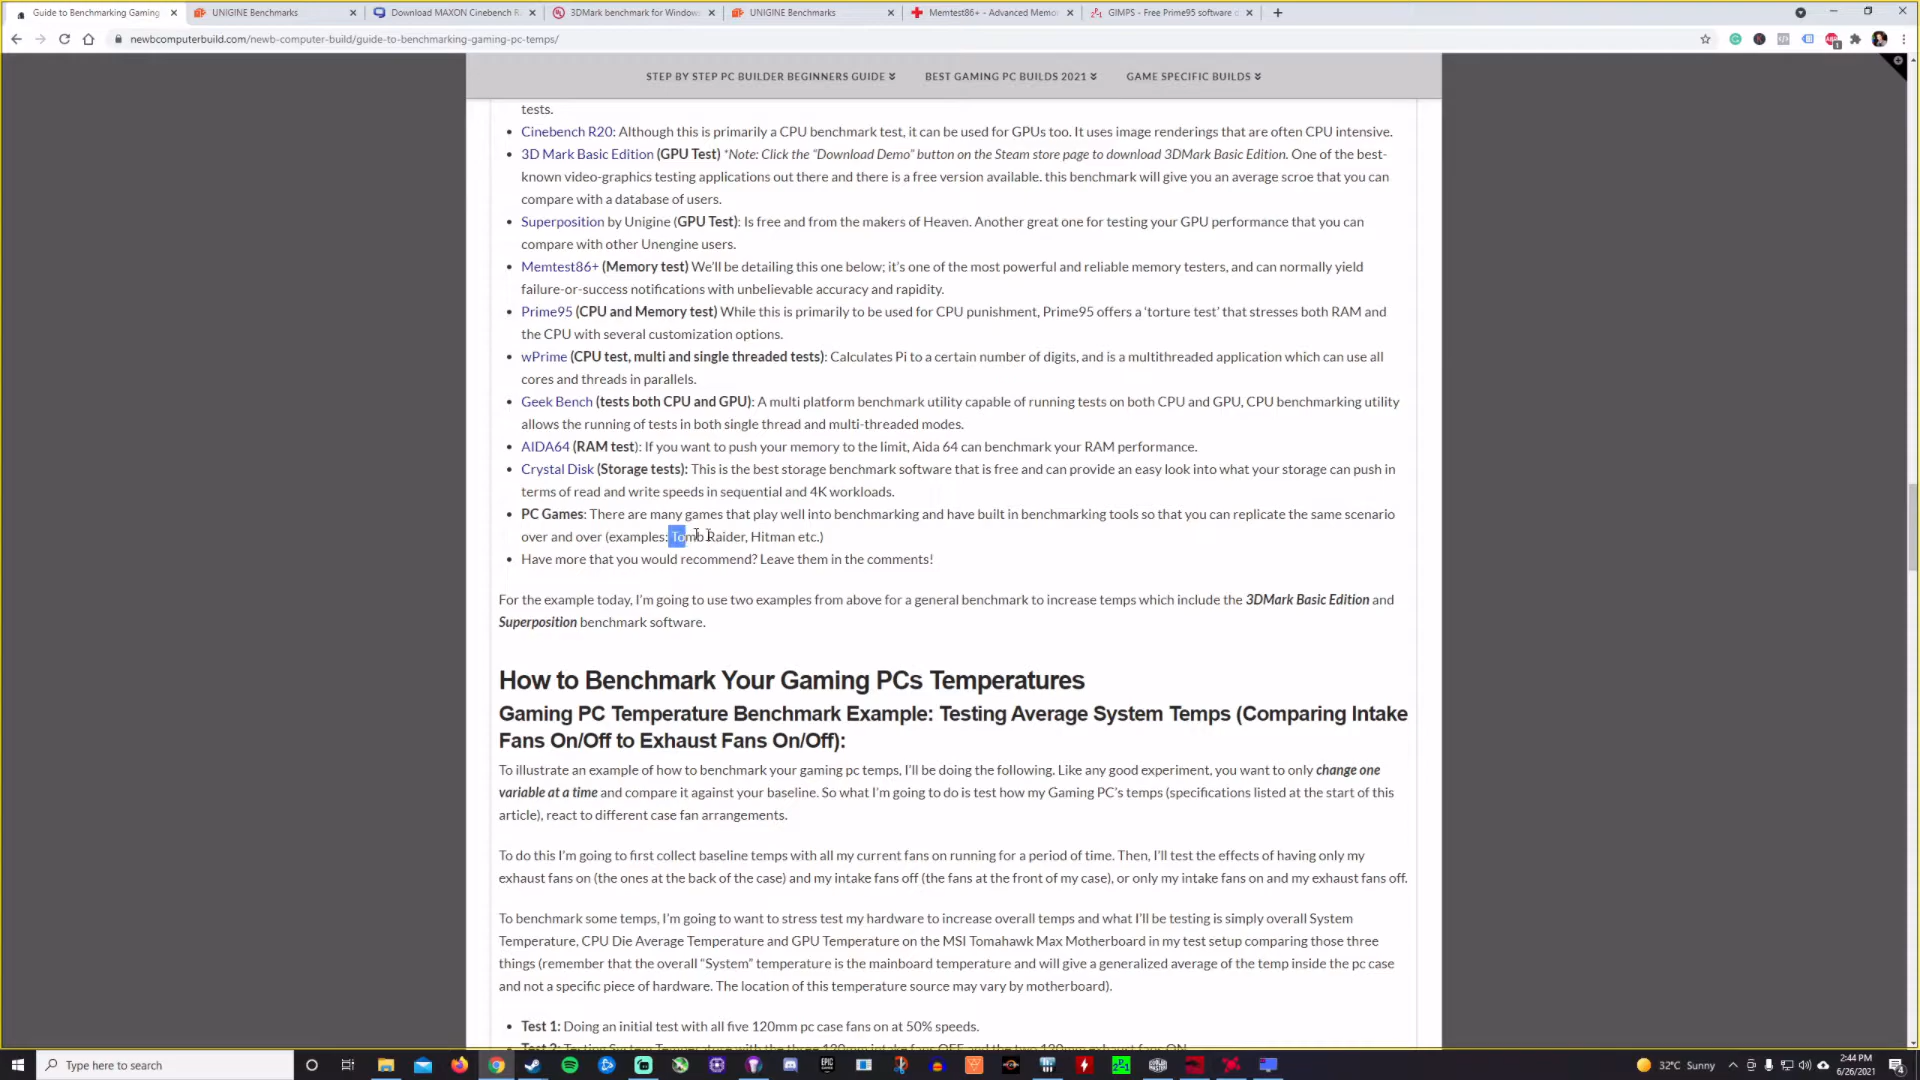 Guide to Benchmarking Gaming
UNIGINE Benchmarks
Download MAXON Cinebench R
3DMark benchmark for Window
UNIGINE Benchmarks
Memtest86+ - Advanced Memo
GIMPS - Free Prime95 software d
newbcomputerbuild.com/newb-computer-build/guide-to-benchmarking-gaming-pc-temps/
STEP BY STEP PC BUILDER BEGINNERS GUIDE
BEST GAMING PC BUILDS 2021
GAME SPECIFIC BUILDS
tests.
• Cinebench R20: Although this is primarily a CPU benchmark test, it can be used for GPUs too. It uses image renderings that are often CPU intensive.
• 3D Mark Basic Edition (GPU Test) *Note: Click the “Download Demo” button on the Steam store page to download 3DMark Basic Edition. One of the best-
known video-graphics testing applications out there and there is a free version available. this benchmark will give you an average scroe that you can
compare with a database of users.
• Superposition by Unigine (GPU Test): Is free and from the makers of Heaven. Another great one for testing your GPU performance that you can
compare with other Unengine users.
• Memtest86+ (Memory test) We’ll be detailing this one below; it’s one of the most powerful and reliable memory testers, and can normally yield
failure-or-success notifications with unbelievable accuracy and rapidity.
• Prime95 (CPU and Memory test) While this is primarily to be used for CPU punishment, Prime95 offers a ‘torture test’ that stresses both RAM and
the CPU with several customization options.
• wPrime (CPU test, multi and single threaded tests): Calculates Pi to a certain number of digits, and is a multithreaded application which can use all
cores and threads in parallels.
• Geek Bench (tests both CPU and GPU): A multi platform benchmark utility capable of running tests on both CPU and GPU, CPU benchmarking utility
allows the running of tests in both single thread and multi-threaded modes.
• AIDA64 (RAM test): If you want to push your memory to the limit, Aida 64 can benchmark your RAM performance.
• Crystal Disk (Storage tests): This is the best storage benchmark software that is free and can provide an easy look into what your storage can push in
terms of read and write speeds in sequential and 4K workloads.
• PC Games: There are many games that play well into benchmarking and have built in benchmarking tools so that you can replicate the same scenario
over and over (examples: Tomb Raider, Hitman etc.)
• Have more that you would recommend? Leave them in the comments!
For the example today, I’m going to use two examples from above for a general benchmark to increase temps which include the 3DMark Basic Edition and
Superposition benchmark software.
How to Benchmark Your Gaming PCs Temperatures
Gaming PC Temperature Benchmark Example: Testing Average System Temps (Comparing Intake
Fans On/Off to Exhaust Fans On/Off):
To illustrate an example of how to benchmark your gaming pc temps, I’ll be doing the following. Like any good experiment, you want to only change one
variable at a time and compare it against your baseline. So what I’m going to do is test how my Gaming PC’s temps (specifications listed at the start of this
article), react to different case fan arrangements.
To do this I’m going to first collect baseline temps with all my current fans on running for a period of time. Then, I’ll test the effects of having only my
exhaust fans on (the ones at the back of the case) and my intake fans off (the fans at the front of my case), or only my intake fans on and my exhaust fans off.
To benchmark some temps, I’m going to want to stress test my hardware to increase overall temps and what I’ll be testing is simply overall System
Temperature, CPU Die Average Temperature and GPU Temperature on the MSI Tomahawk Max Motherboard in my test setup comparing those three
things (remember that the overall “System” temperature is the mainboard temperature and will give a generalized average of the temp inside the pc case
and not a specific piece of hardware. The location of this temperature source may vary by motherboard).
• Test 1: Doing an initial test with all five 120mm pc case fans on at 50% speeds.
Type here to search
32°C Sunny
2:44 PM
6/26/2021